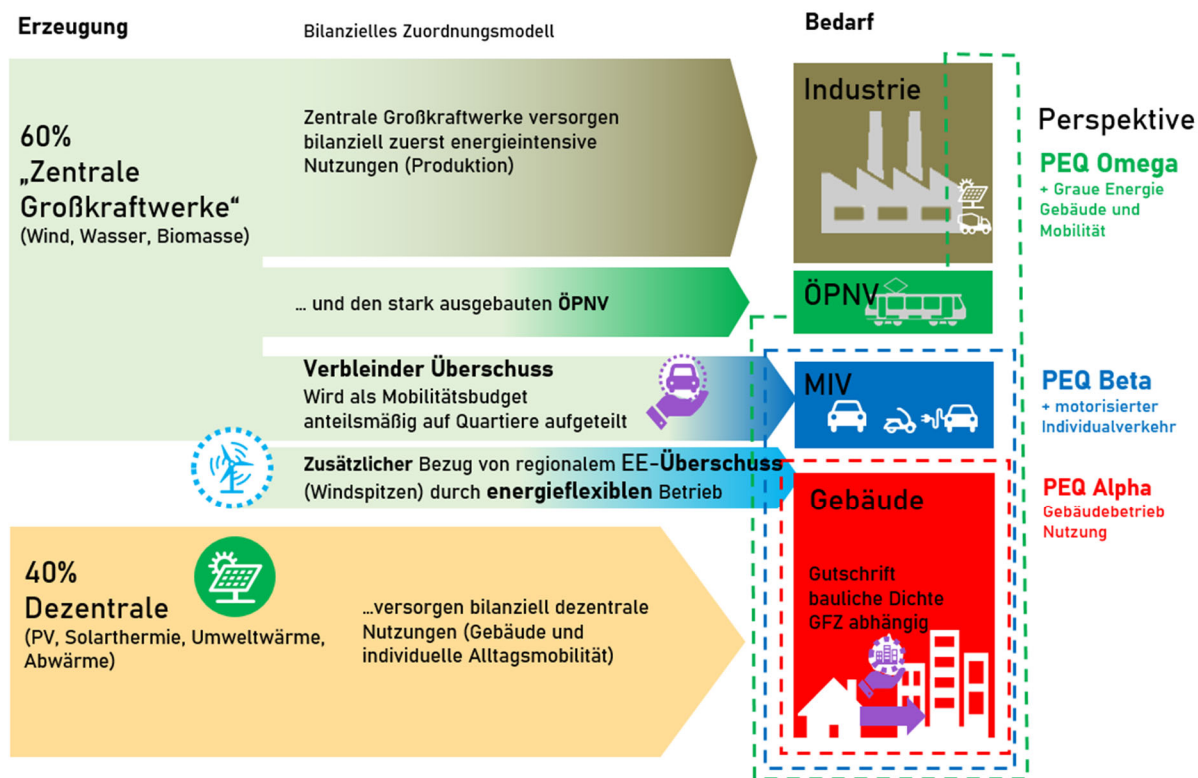 Erzeugung
Bilanzielles Zuordnungsmodell
Bedarf
60%
„Zentrale
Großkraftwerke“
(Wind, Wasser, Biomasse)
Zentrale Großkraftwerke versorgen
bilanziell zuerst energieintensive
Nutzungen (Produktion)
Industrie
... und den stark ausgebauten ÖPNV
ÖPNV
Verbleinder Überschuss
Wird als Mobilitätsbudget
anteilsmäßig auf Quartiere aufgeteilt
MIV
Zusätzlicher Bezug von regionalem EE-Überschuss
(Windspitzen) durch energieflexiblen Betrieb
40%
Dezentrale
(PV, Solarthermie, Umweltwärme,
Abwärme)
...versorgen bilanziell dezentrale
Nutzungen (Gebäude und
individuelle Alltagsmobilität)
Gebäude
Gutschrift
bauliche Dichte
GFZ abhängig
Perspektive
PEQ Omega
+ Graue Energie
Gebäude und
Mobilität
PEQ Beta
+ motorisierter
Individualverkehr
PEQ Alpha
Gebäudebetrieb
Nutzung